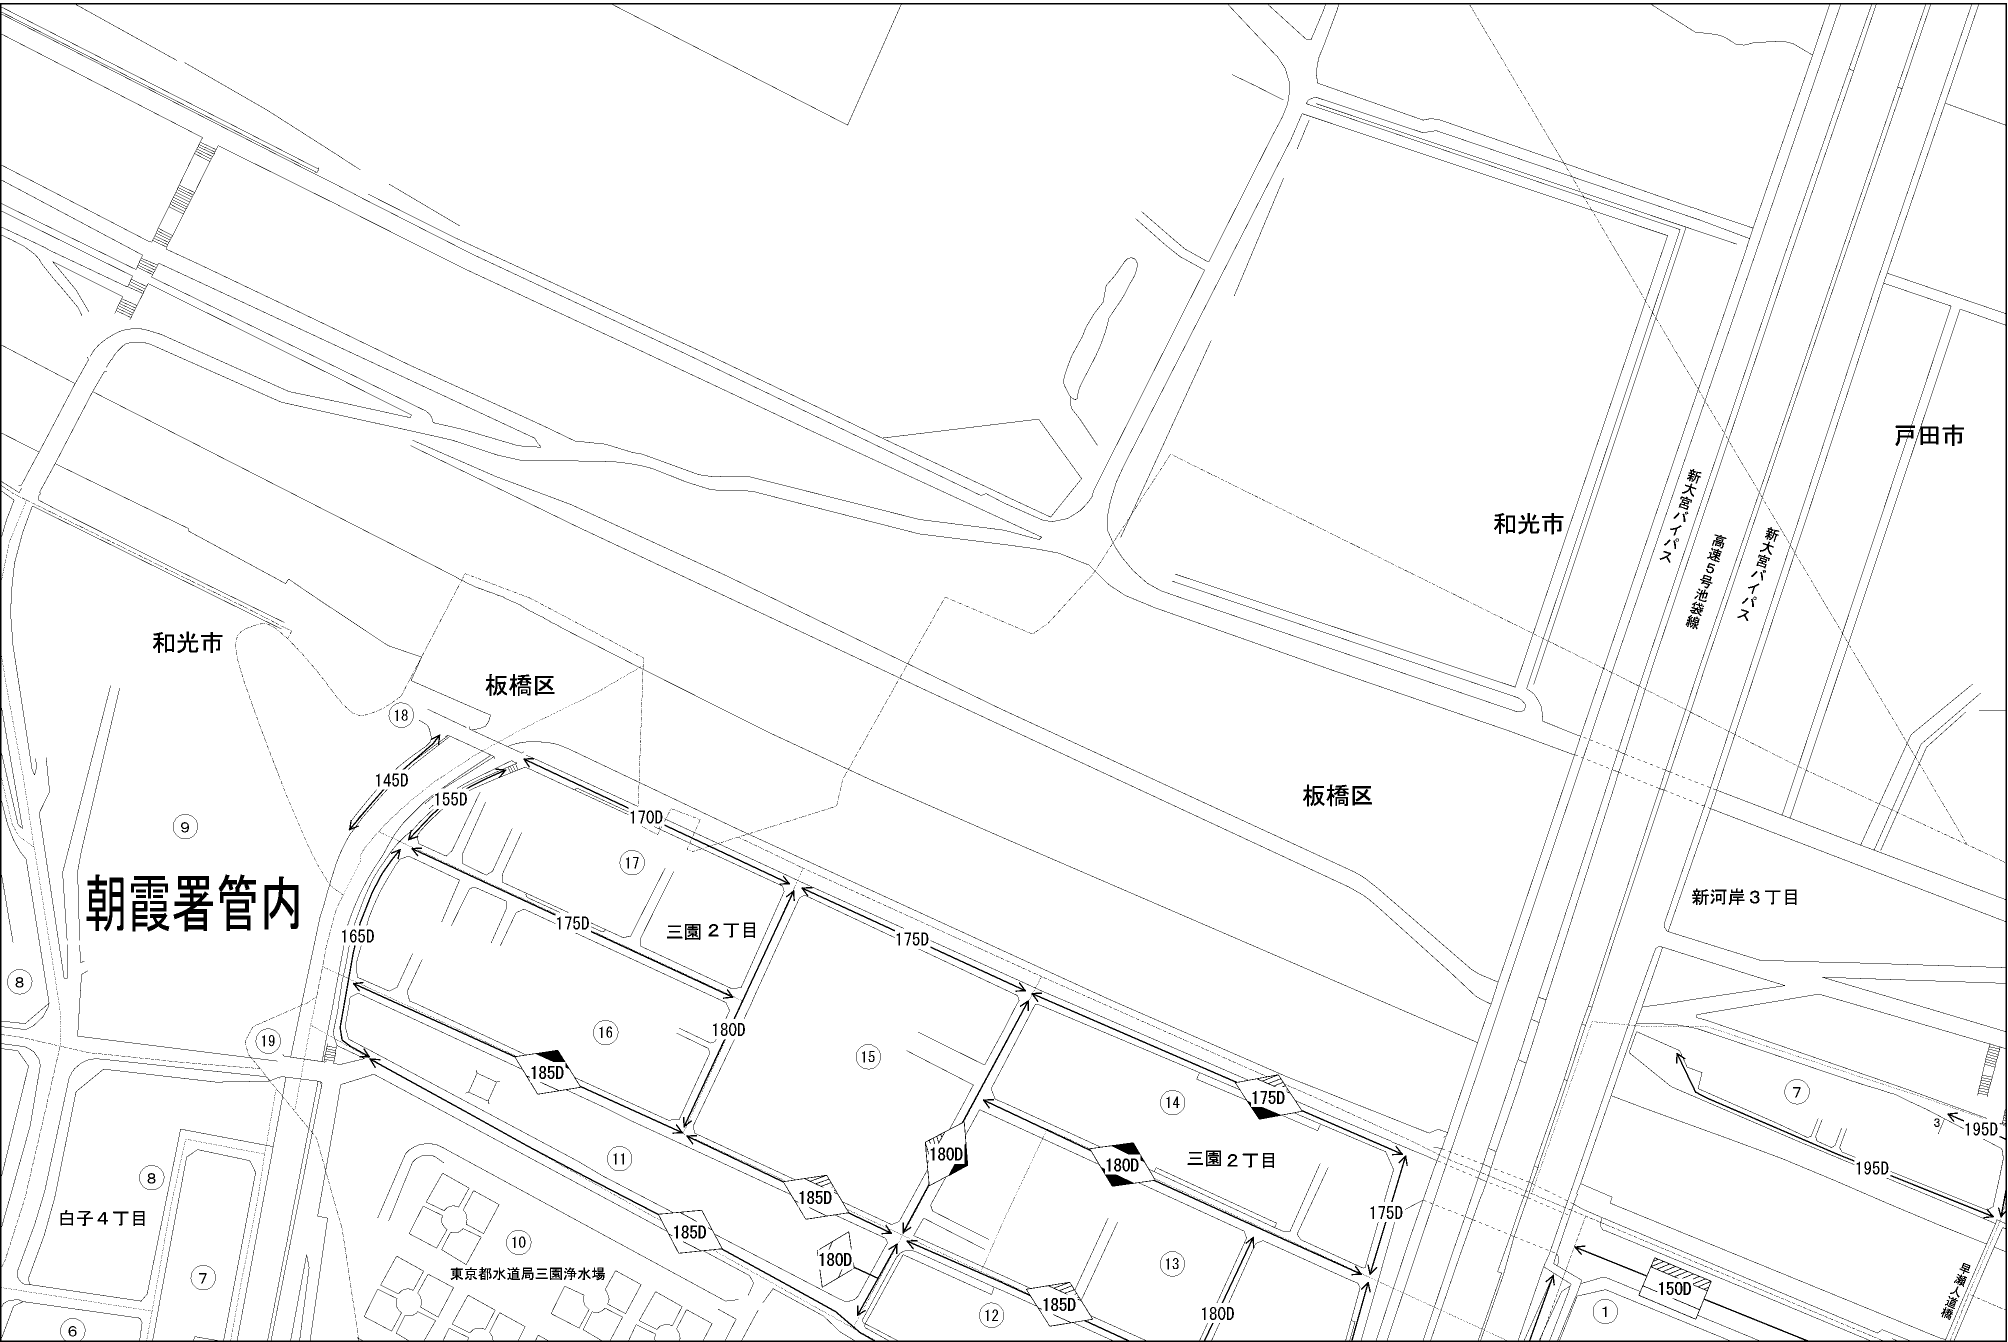 戸田市
新大宮バイパス
高速5号池袋線
新大宮バイパス
和光市
和光市
板橋区
⑱
145D
155D
170D
板橋区
⑨
⑰
朝霞署管内
165D
175D
三園2丁目
175D
新河岸3丁目
⑧
180D
⑲
⑯
⑮
185D
175D
⑭
⑦
3
195D
180D
180D
三園2丁目
195D
⑪
⑧
185D
白子4丁目
185D
175D
⑩
180D
⑬
東京都水道局三園浄水場
⑦
早瀬人道橋
150D
185D
⑫
180D
①
⑥